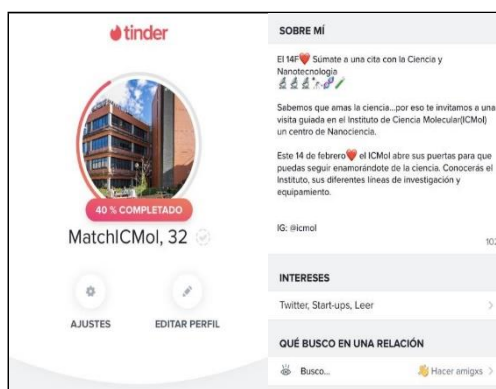 tinder
40 % COMPLETADO
MatchICMol, 32
AJUSTES
EDITAR PERFIL
SOBRE MÍ
El 14F❤️ Súmate a una cita con la Ciencia y
Nanotecnología
🔬🔬🔬🔭🧬🧪
Sabemos que amas la ciencia...por eso te invitamos a una
visita guiada en el Instituto de Ciencia Molecular(ICMol)
un centro de Nanociencia.
Este 14 de febrero❤️ el ICMol abre sus puertas para que
puedas seguir enamorándote de la ciencia. Conocerás el
Instituto, sus diferentes líneas de investigación y
equipamiento.
IG: @icmol
102
INTERESES
Twitter, Start-ups, Leer
QUÉ BUSCO EN UNA RELACIÓN
Busco...
👋 Hacer amigxs